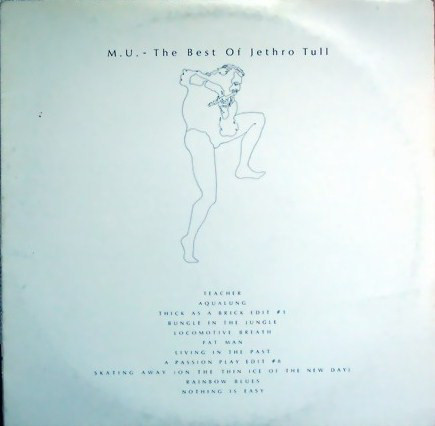 M.U.- The Best Of Jethro Tull
TEACHER
AQUALUNG
THICK AS A BRICK EDIT #1
BUNGLE IN THE JUNGLE
LOCOMOTIVE BREATH
FAT MAN
LIVING IN THE PAST
A PASSION PLAY EDIT #8
SKATING AWAY (ON THE THIN ICE OF THE NEW DAY)
RAINBOW BLUES
NOTHING IS EASY